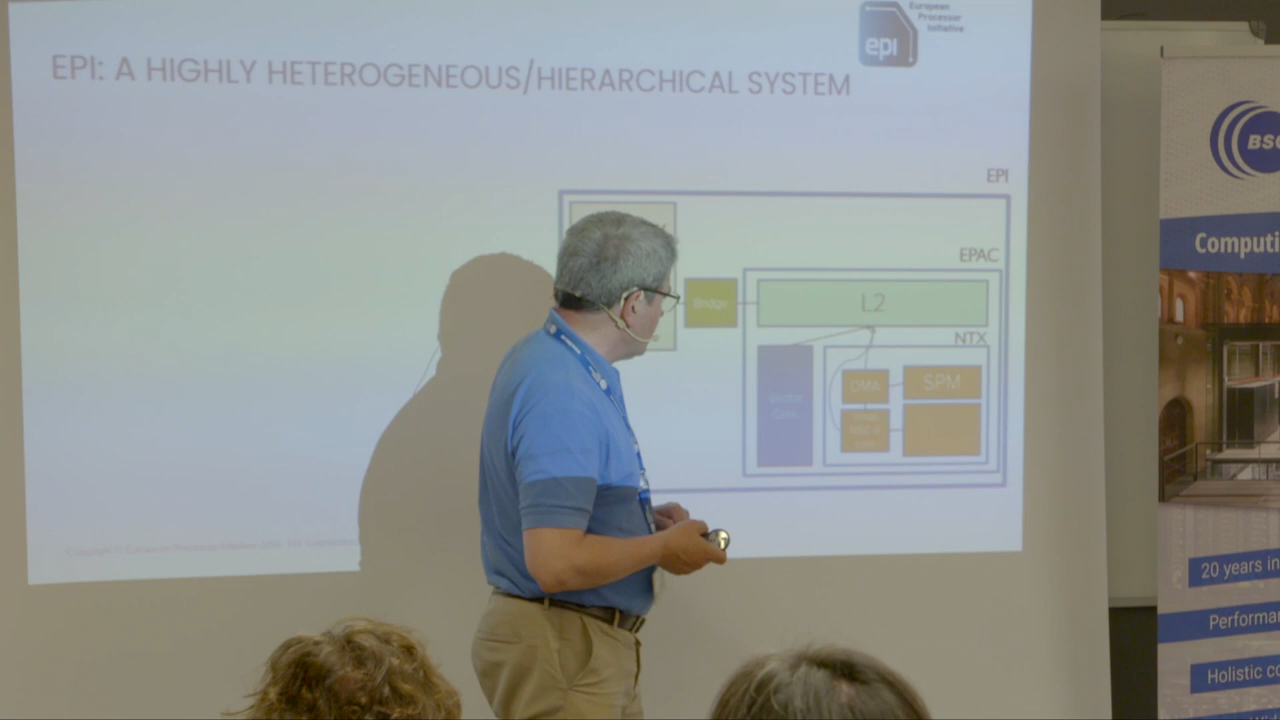 European
Processor
Initiative
epi
EPI: A HIGHLY HETEROGENEOUS/HIERARCHICAL SYSTEM
EPI
EPAC
Bridge
L2
NTX
DMA
SPM
BSC
Computi
20 years in
Performan
Holistic co